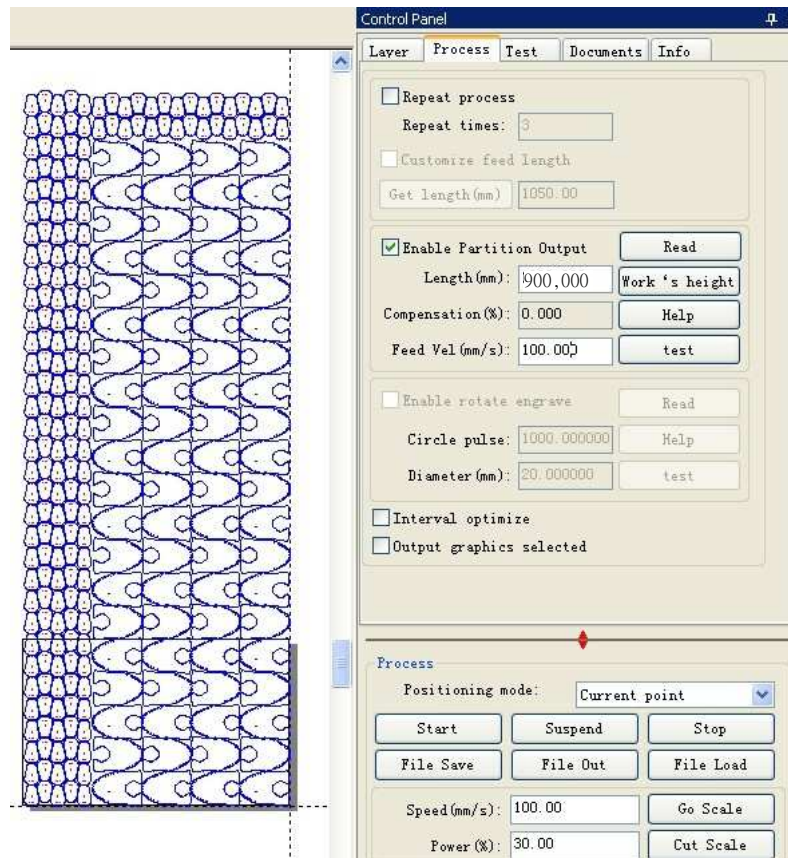 Control Panel
Layer Process Test Documents Info
Repeat process
Repeat times: 3
Customize feed length
Get length(mm) 1050.00
Enable Partition Output Read
Length(mm): 900,000 Work 's height
Compensation(%): 0.000 Help
Feed Vel(mm/s): 100.00 test
Enable rotate engrave Read
Circle pulse: 1000.000000 Help
Diameter(mm): 20.000000 test
Interval optimize
Output graphics selected
Process
Positioning mode: Current point
Start Suspend Stop
File Save File Out File Load
Speed(mm/s): 100.00 Go Scale
Power(%): 30.00 Cut Scale